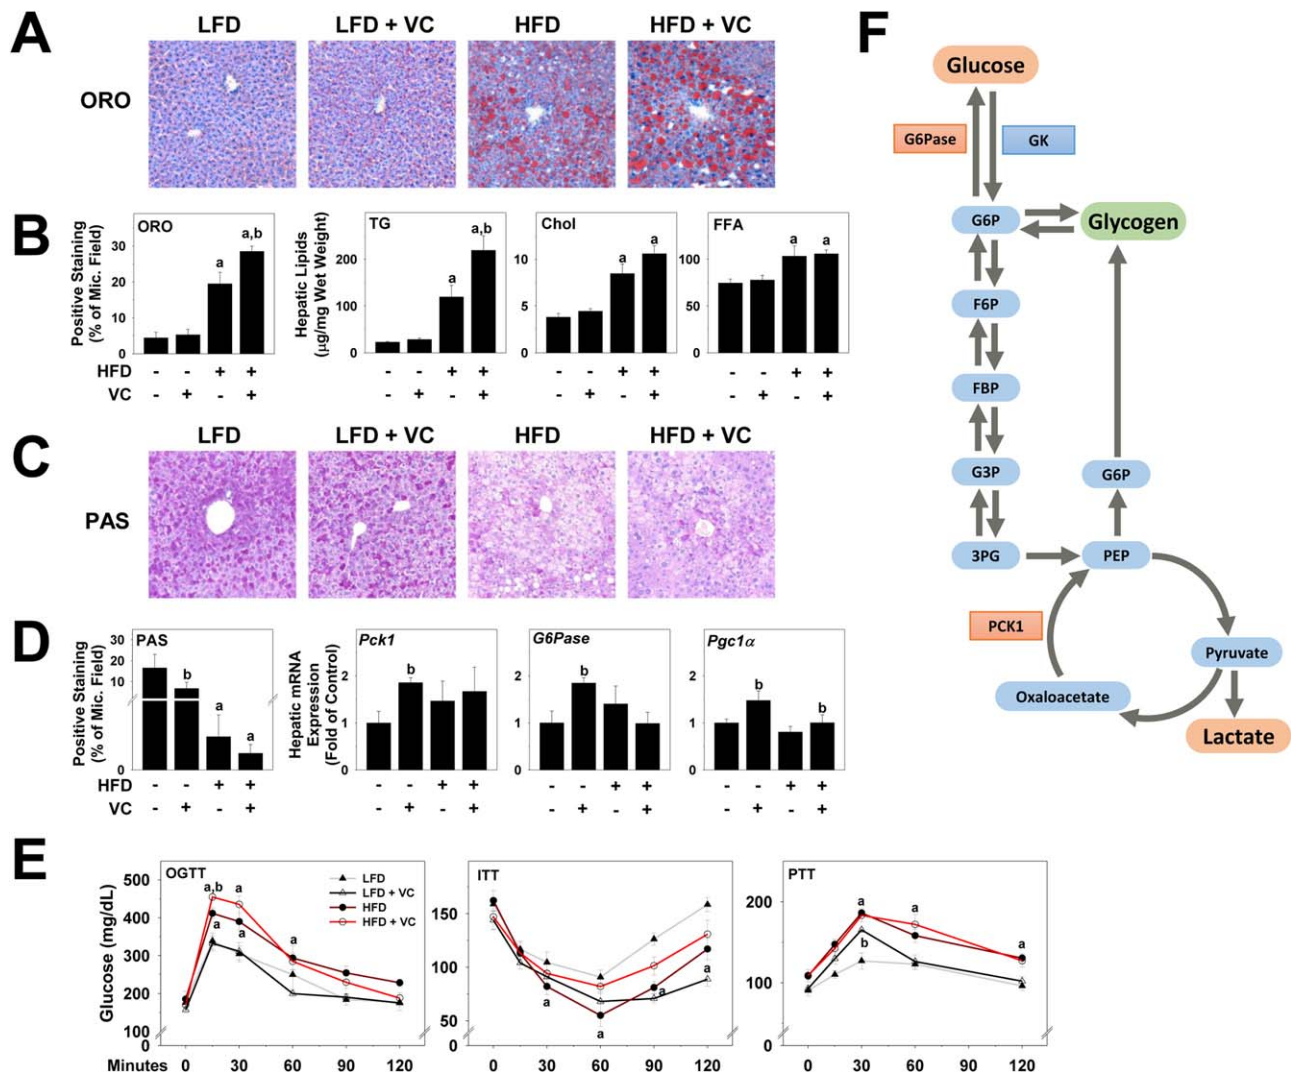 A
LFD
LFD + VC
HFD
HFD + VC
ORO
B
Positive Staining
(% of Mic. Field)
ORO
30
20
10
0
a
a,b
Hepatic Lipids
(µg/mg Wet Weight)
TG
200
100
0
a
a,b
Chol
10
5
0
a
a
FFA
100
50
0
a
a
HFD
- - + +
- - + +
- - + +
- - + +
VC
- + - +
- + - +
- + - +
- + - +
C
LFD
LFD + VC
HFD
HFD + VC
PAS
D
Positive Staining
(% of Mic. Field)
PAS
30
20
10
0
b
a
a
Hepatic mRNA
Expression
(Fold of Control)
Pck1
2
1
0
b
G6Pase
2
1
0
b
Pgc1α
2
1
0
b
b
HFD
- - + +
- - + +
- - + +
- - + +
VC
- + - +
- + - +
- + - +
- + - +
E
Glucose (mg/dL)
OGTT
500
400
300
200
100
0
a,b
a
a
a
a
LFD
LFD + VC
HFD
HFD + VC
Minutes
0 30 60 90 120
ITT
150
100
50
0
a
a
a
a
0 30 60 90 120
PTT
200
100
0
a
b
a
a
0 30 60 90 120
F
Glucose
G6Pase
GK
G6P
Glycogen
F6P
FBP
G3P
G6P
3PG
PEP
PCK1
Pyruvate
Oxaloacetate
Lactate